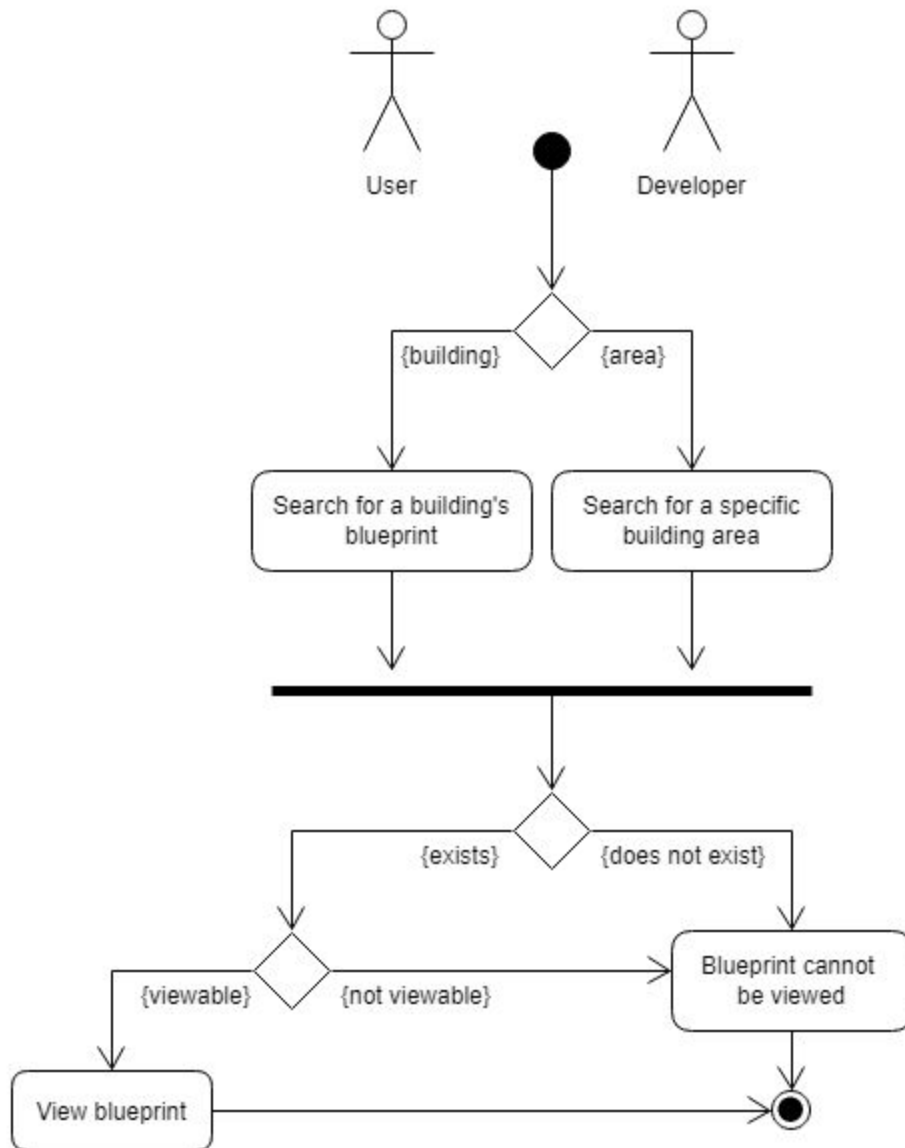 User
Developer
{building}
{area}
Search for a building's
blueprint
Search for a specific
building area
{exists}
{does not exist}
{viewable}
{not viewable}
Blueprint cannot
be viewed
View blueprint